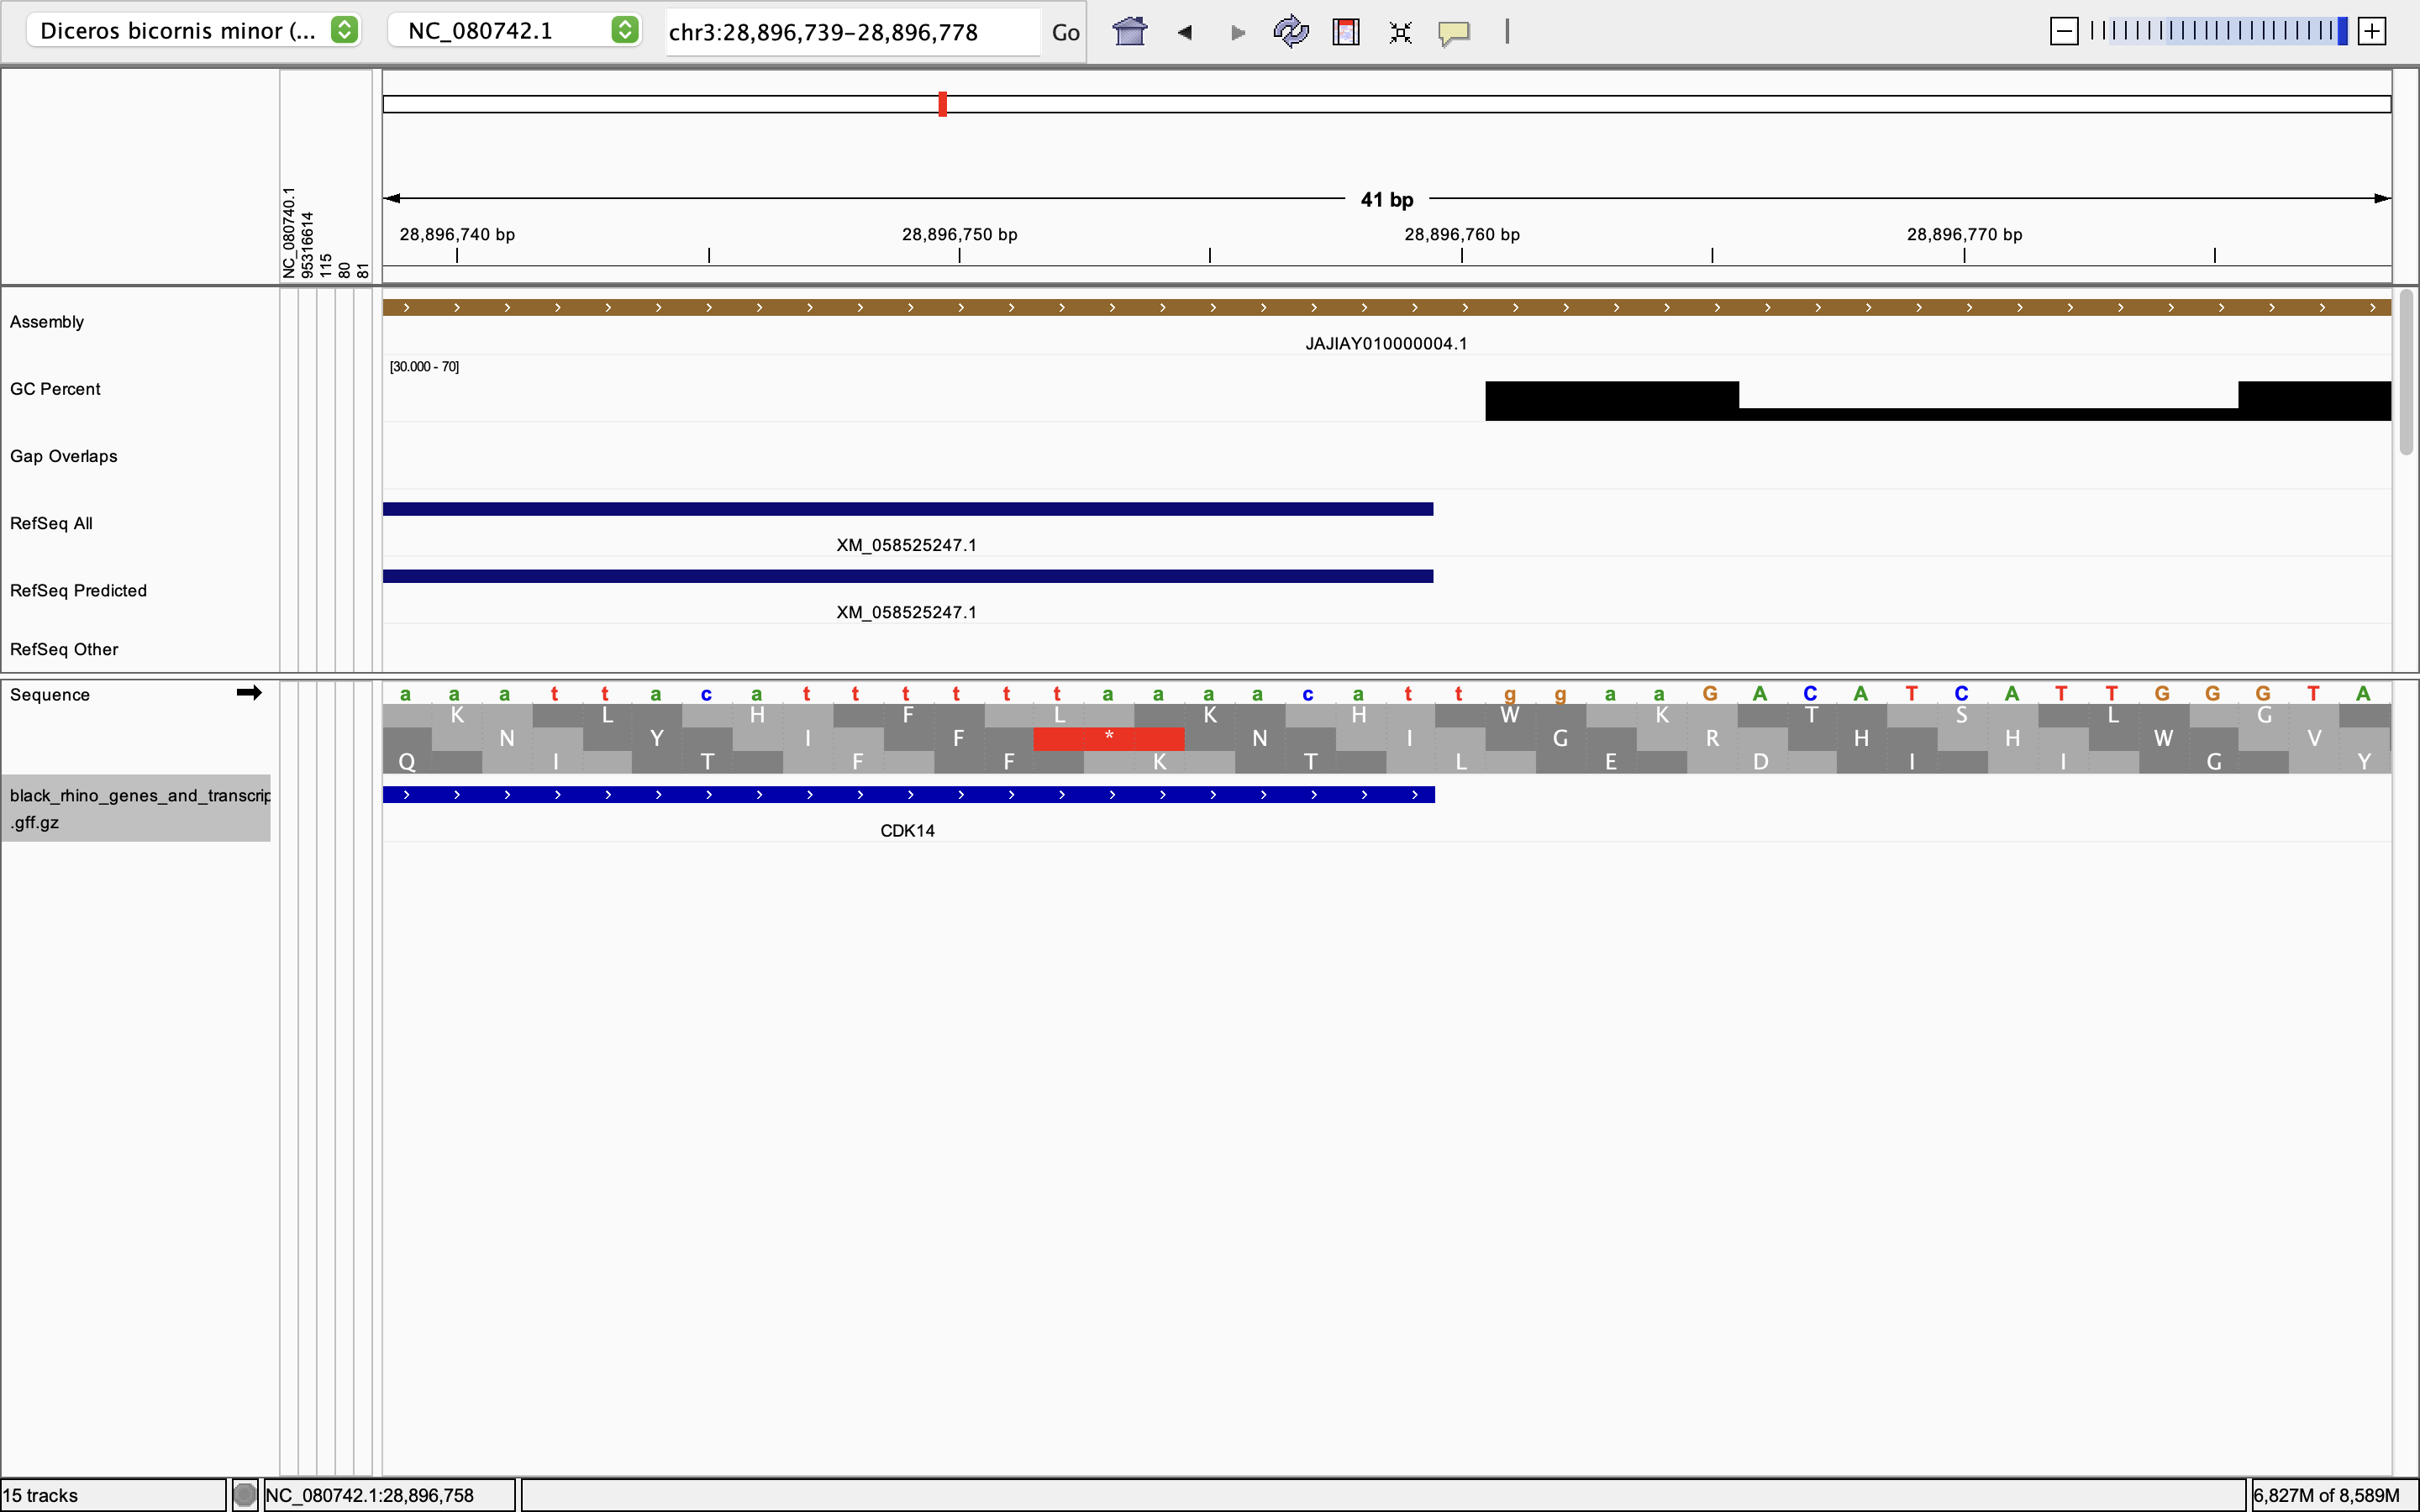 Diceros bicornis minor (... NC_080742.1 chr3:28,896,739-28,896,778 Go
NC_080740.1
95316614
115
80
81
41 bp
28,896,740 bp 28,896,750 bp 28,896,760 bp 28,896,770 bp
Assembly
JAJIAY010000004.1
[30.000 - 70]
GC Percent
Gap Overlaps
RefSeq All
XM_058525247.1
RefSeq Predicted
XM_058525247.1
RefSeq Other
Sequence a a a t t a c a t t t t t t a a a a c a t t g g a a G A C A T C A T T G G G T A
K L H F L K H W K T S L G
N Y I F * N I G R H H W V
Q I T F F K T L E D I I G Y
black_rhino_genes_and_transcrip
.gff.gz
CDK14
15 tracks NC_080742.1:28,896,758 6,827M of 8,589M